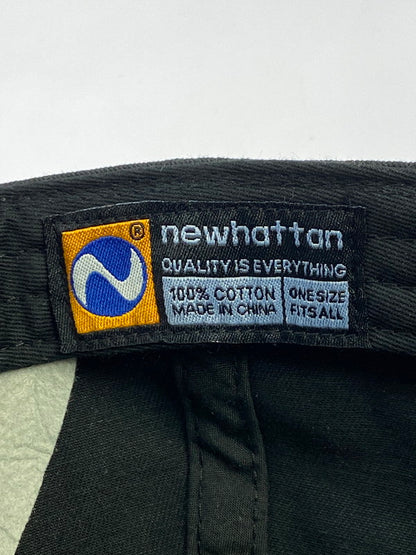 ®
newhattan
QUALITY IS EVERYTHING
100% COTTON
MADE IN CHINA
ONE SIZE
FITS ALL